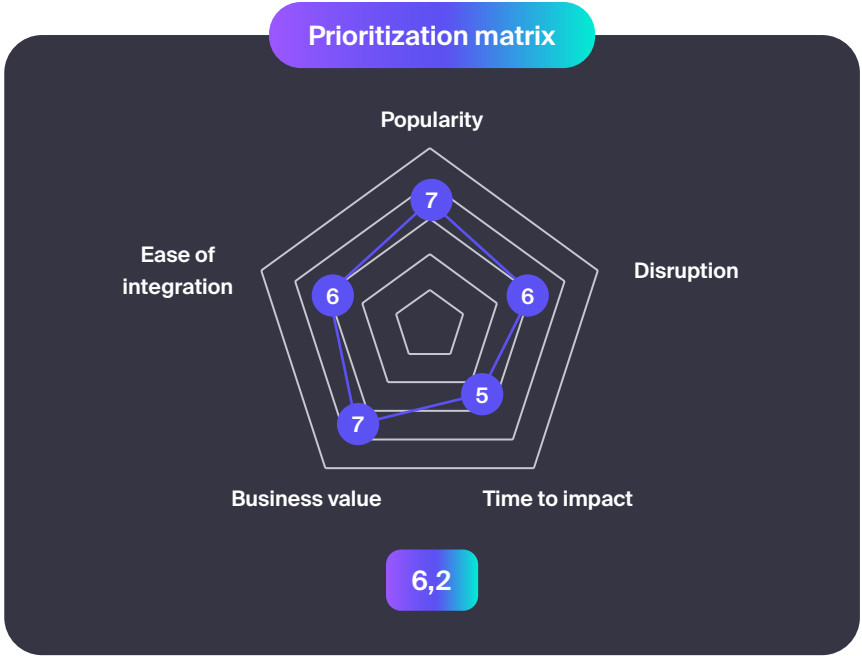 Prioritization matrix
Popularity
7
Ease of
integration
Disruption
6
6
5
7
Business value
Time to impact
6,2